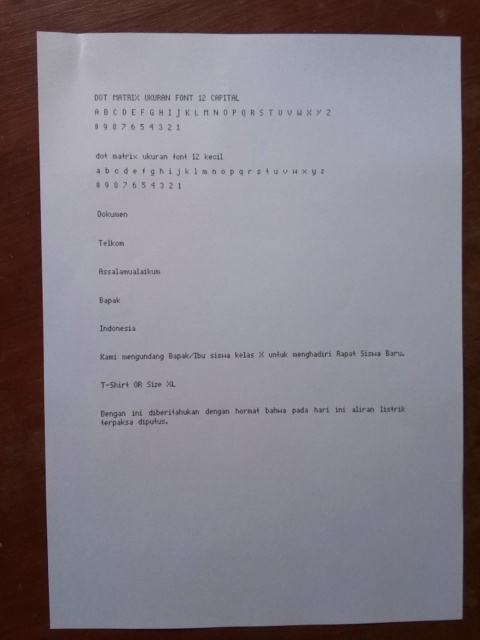 DOT MATRIX UKURAN FONT 12 CAPITAL
A B C D E F G H I J K L M N O P Q R S T U V W X Y Z
0 9 8 7 6 5 4 3 2 1
dot matrix ukuran font 12 kecil
a b c d e f g h i j k l m n o p q r s t u v w x y z
0 9 8 7 6 5 4 3 2 1
Dokumen
Telkom
Assalamualaikum
Bapak
Indonesia
Kami mengundang Bapak/Ibu siswa kelas X untuk menghadiri Rapat Siswa Baru.
T-Shirt OR Size XL
Dengan ini diberitahukan dengan hormat bahwa pada hari ini aliran listrik
terpaksa diputus.